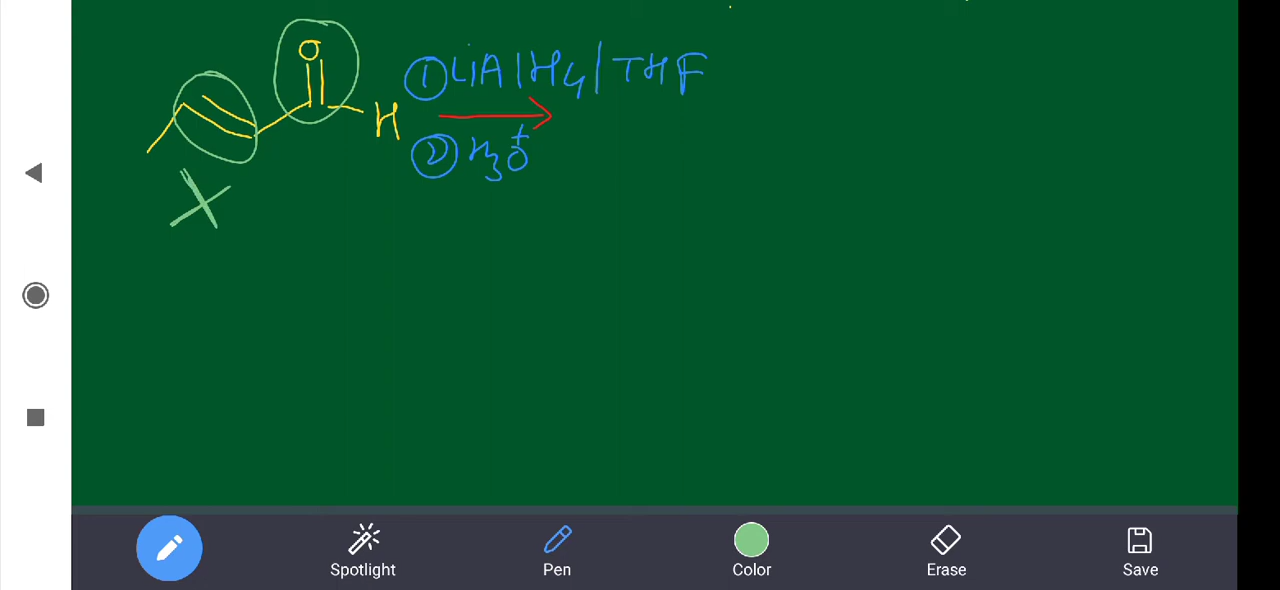 O
① LiAlH4/THF
H
② H3O+
X
Spotlight
Pen
Color
Erase
Save